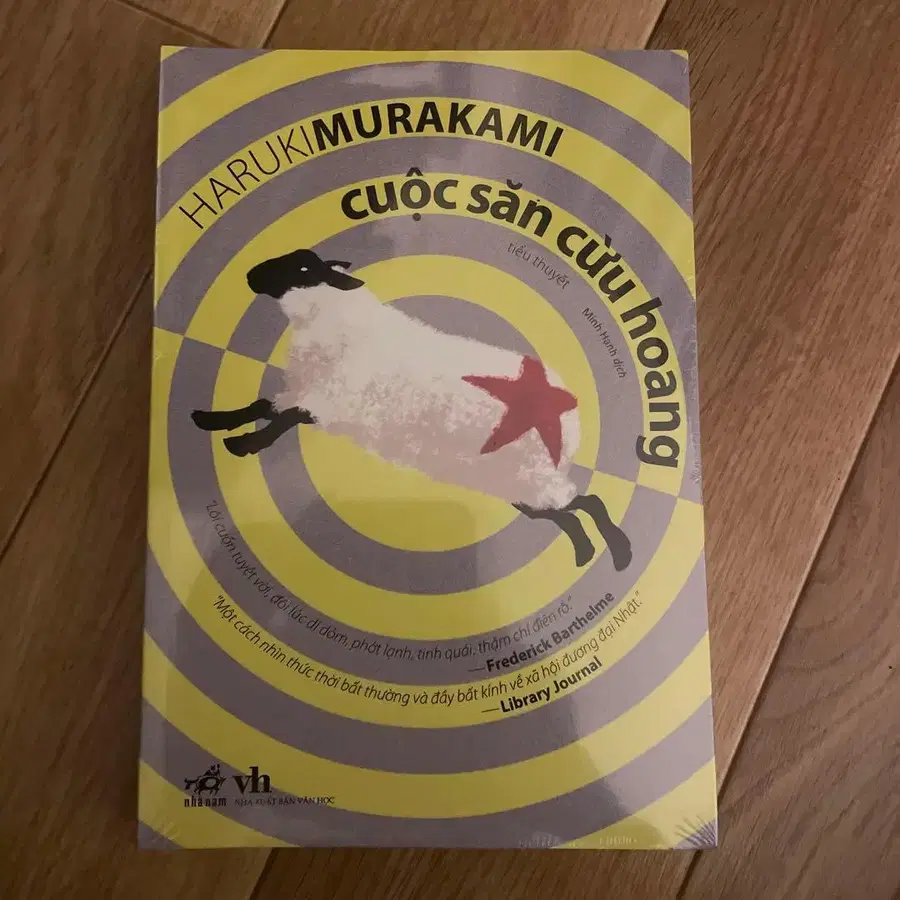 HARUKIMURAKAMI
cuộc săn cừu hoang
tiểu thuyết
Minh Hạnh dịch
"Lôi cuốn tuyệt vời, đôi lúc dí dỏm, phớt lạnh, tinh quái, thậm chí điên rồ."
—Frederick Barthelme
"Một cách nhìn thức thời bất thường và đầy bất kính về xã hội đương đại Nhật."
—Library Journal
nhã nam
vh
NHÀ XUẤT BẢN VĂN HỌC